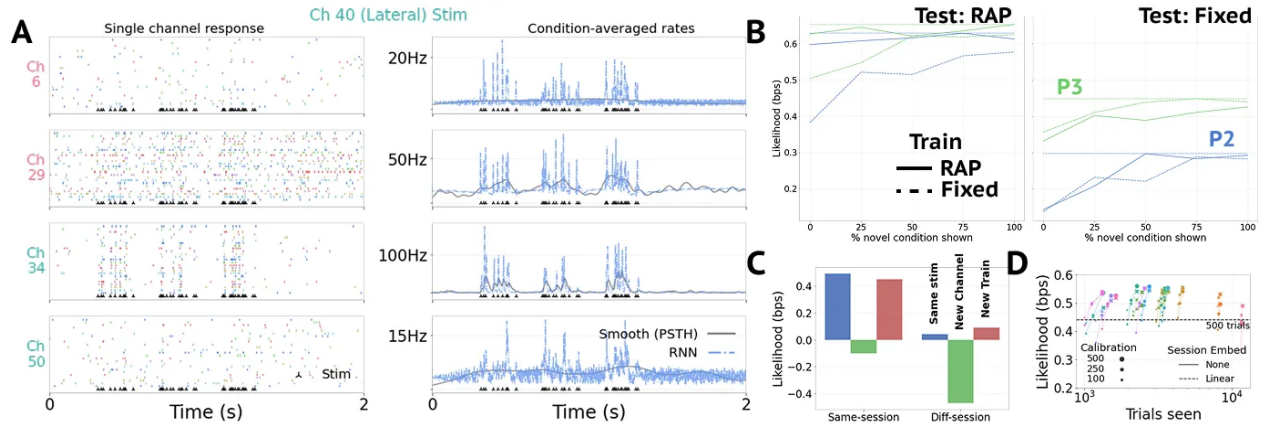 Ch 40 (Lateral) Stim
A
Single channel response
Condition-averaged rates
Ch
6
Ch
29
Ch
34
Ch
50
Stim
0
2
Time (s)
20Hz
50Hz
100Hz
15Hz
Smooth (PSTH)
RNN
0
2
Time (s)
B
Test: RAP
Test: Fixed
Likelihood (bps)
0.6
0.5
0.4
0.3
0.2
Train
RAP
Fixed
P3
P2
0
25
50
75
100
% novel condition shown
0
25
50
75
100
% novel condition shown
C
Likelihood (bps)
0.4
0.2
0.0
−0.2
−0.4
Same stim
New Channel
New Train
Same-session
Diff-session
D
Likelihood (bps)
0.6
0.5
0.4
0.3
0.2
500 trials
Calibration
500
250
100
Session Embed
None
Linear
10³
10⁴
Trials seen